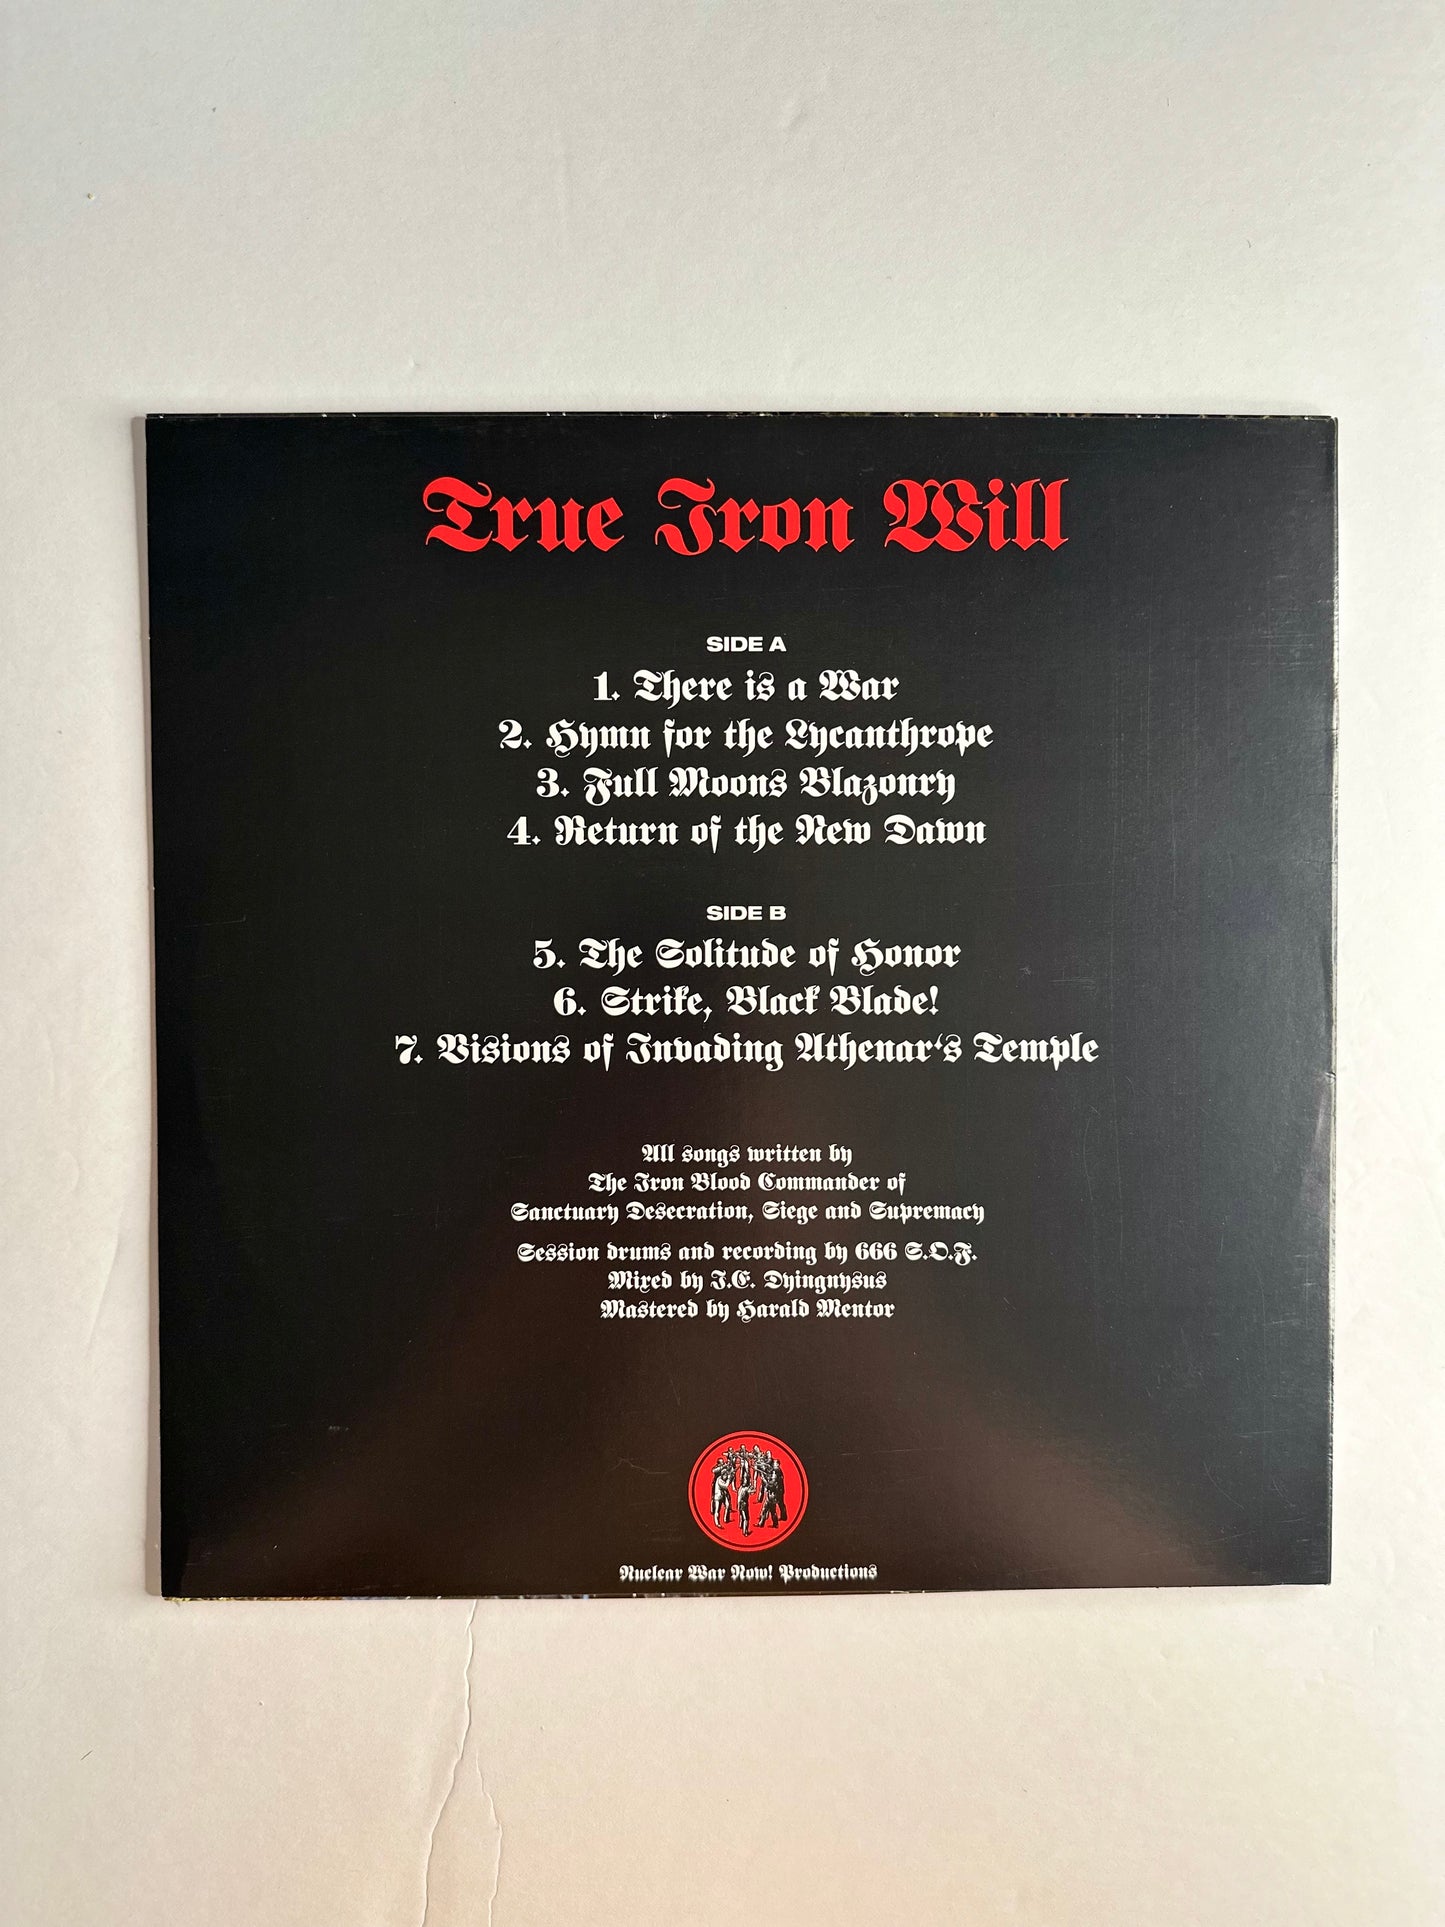 True Iron Will
SIDE A
1. There is a War
2. Hymn for the Lycanthrope
3. Full Moons Blazonry
4. Return of the New Dawn
SIDE B
5. The Solitude of Honor
6. Strike, Black Blade!
7. Visions of Invading Athenar‘s Temple
All songs written by
The Iron Blood Commander of
Sanctuary Desecration, Siege and Supremacy
Session drums and recording by 666 S.O.F.
Mixed by J.E. Dyingnysus
Mastered by Harald Mentor
Nuclear War Now! Productions